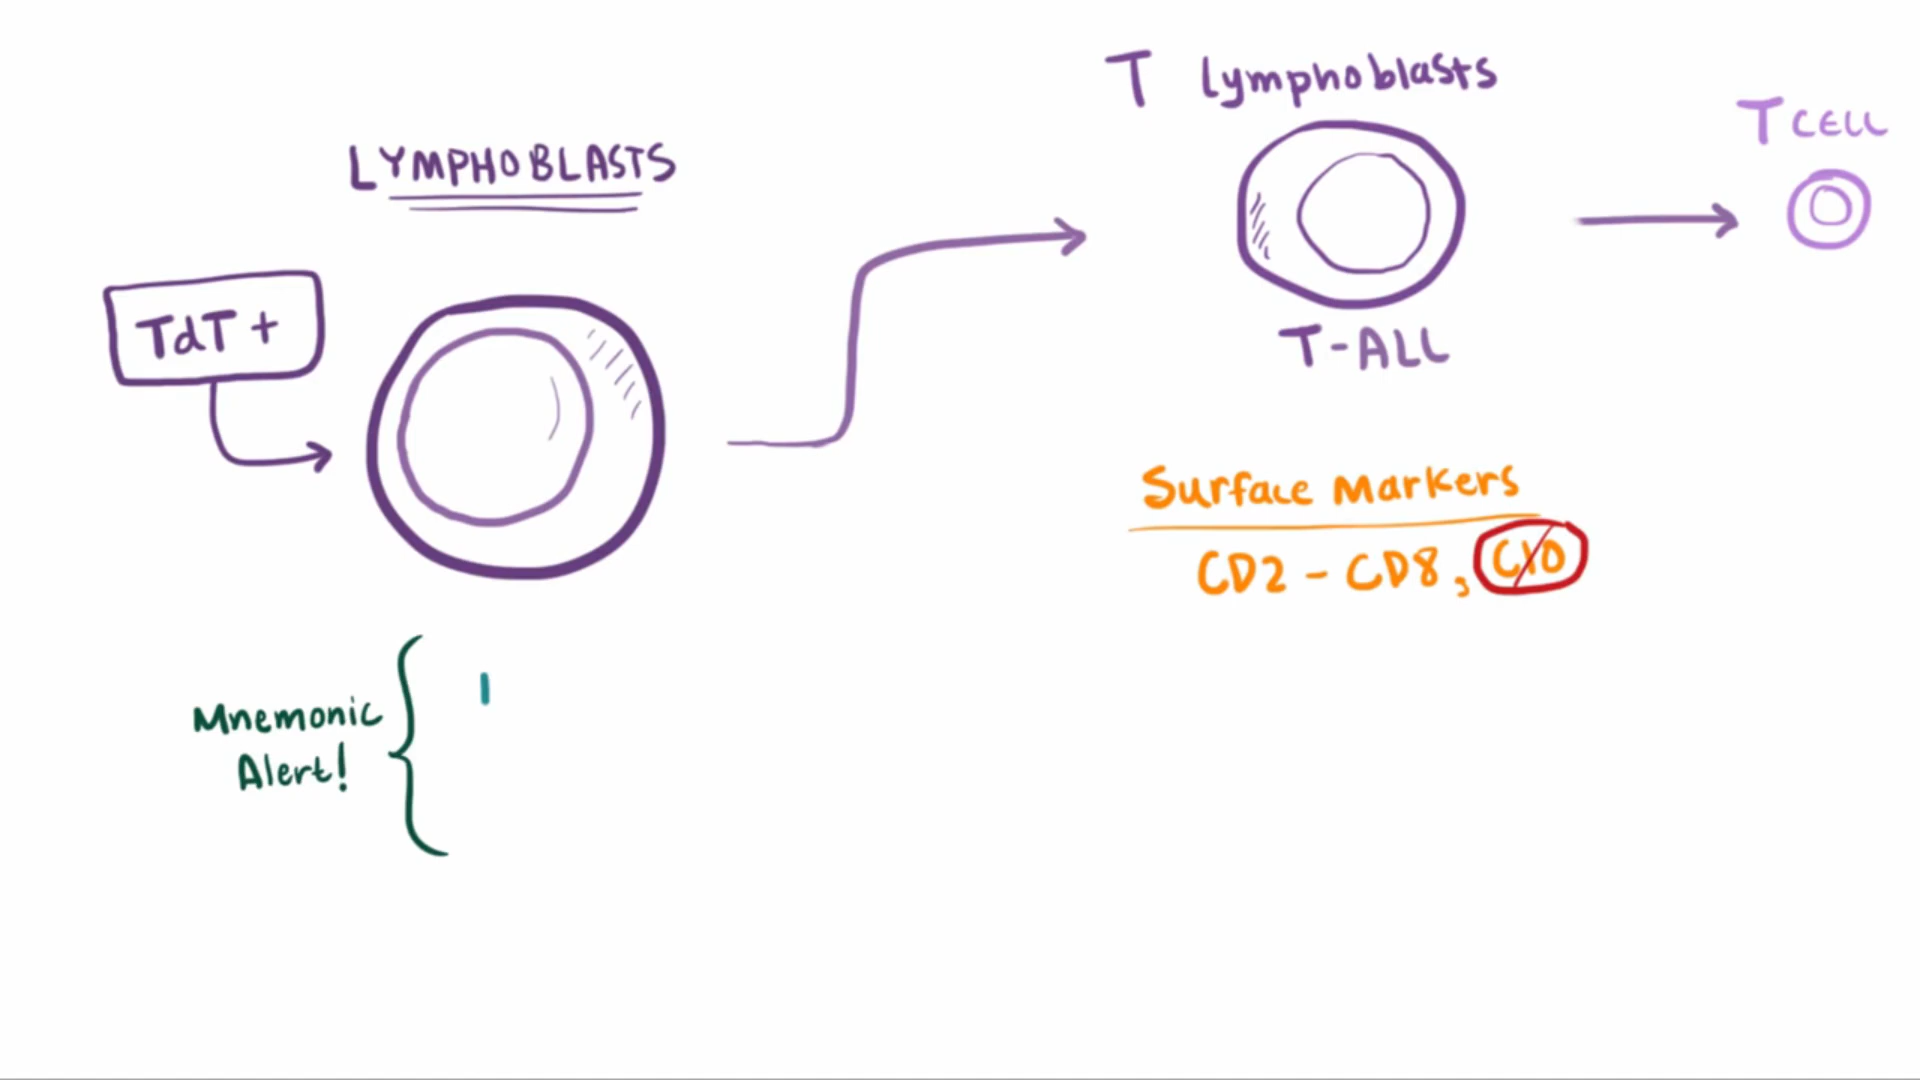 T lymphoblasts
T CELL
LYMPHOBLASTS
TdT +
T-ALL
Surface markers
CD2 - CD8, C10
Mnemonic
Alert!